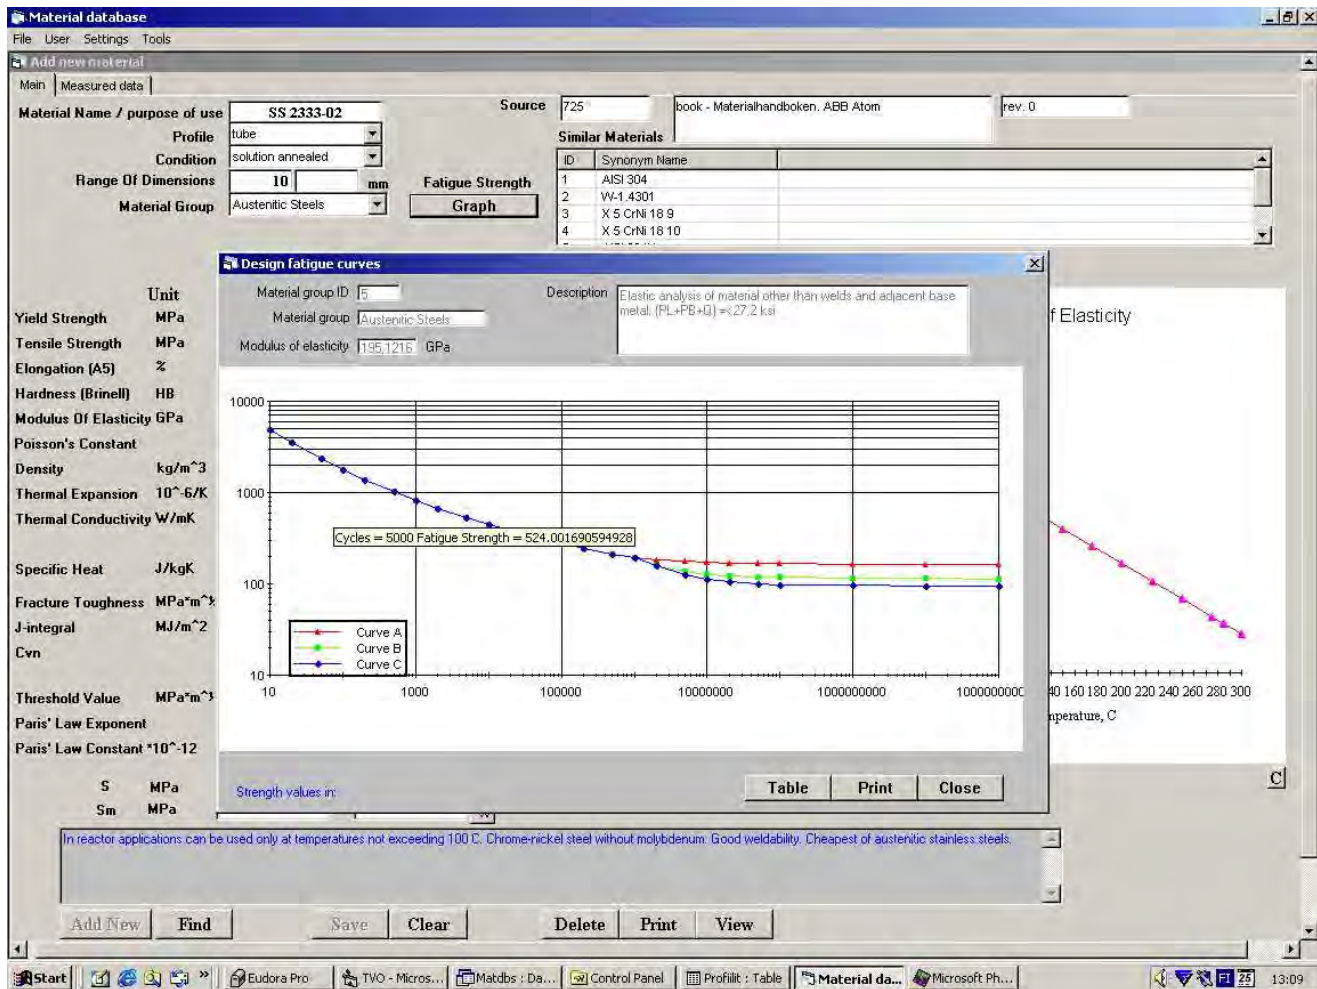 Material database
File User Settings Tools
Add new material
Main Measured data
Material Name / purpose of use SS 2333-02 Source 725 book - Materialhandboken. ABB Atom rev. 0
Profile tube
Similar Materials
Condition solution annealed
ID Synonym Name
Range Of Dimensions 10 mm Fatigue Strength
1 AISI 304
2 W-1.4301
Material Group Austenitic Steels Graph
3 X 5 CrNi 18 9
4 X 5 CrNi 18 10
Design fatigue curves
Material group ID 5
Description Elastic analysis of material other than welds and adjacent base
metal. (PL+PB+Q) =<27,2 ksi
Material group Austenitic Steels
Modulus of elasticity 195,1216 GPa
Unit
Yield Strength MPa
f Elasticity
Tensile Strength MPa
Elongation (A5) %
Hardness (Brinell) HB
Modulus Of Elasticity GPa
Poisson's Constant
Density kg/m^3
Thermal Expansion 10^-6/K
Thermal Conductivity W/mK
Specific Heat J/kgK
Fracture Toughness MPa*m^½
J-integral MJ/m^2
Cvn
Threshold Value MPa*m^½
Paris' Law Exponent
Paris' Law Constant *10^-12
S MPa
Sm MPa
10000
1000
100
10
Cycles = 5000 Fatigue Strength = 524.001690594928
Curve A
Curve B
Curve C
10 1000 100000 10000000 1000000000 10000000000
40 160 180 200 220 240 260 280 300
mperature, C
Strength values in:
Table Print Close
C
In reactor applications can be used only at temperatures not exceeding 100 C. Chrome-nickel steel without molybdenum. Good weldability. Cheapest of austenitic stainless steels.
Add New Find Save Clear Delete Print View
Start » Eudora Pro TVO - Micros... Matdbs : Da... Control Panel Profilit : Table Material da... Microsoft Ph... FI 25 13:09